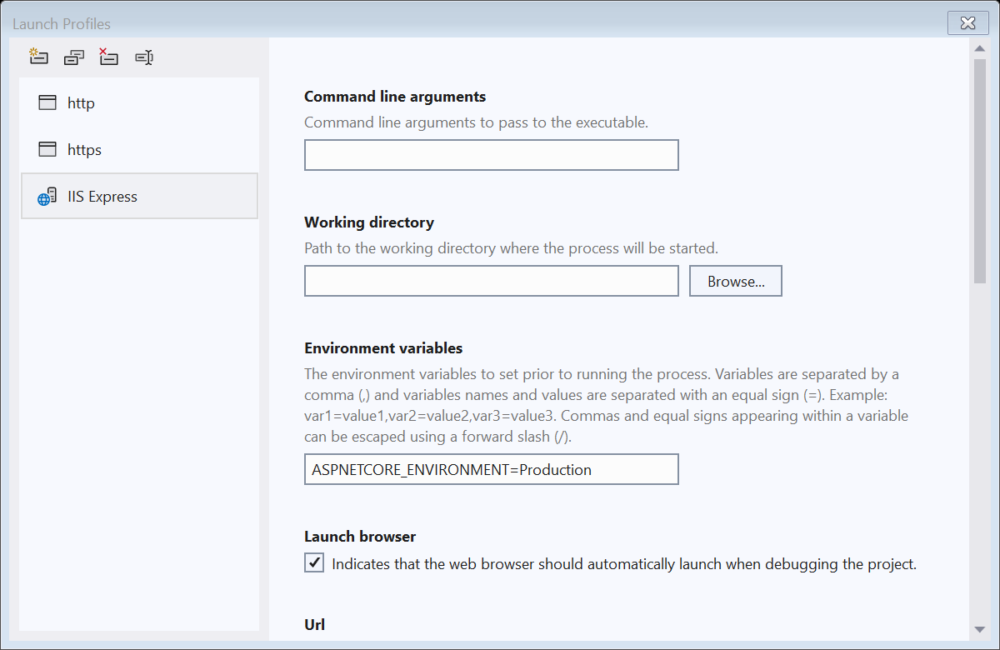 Launch Profiles
http
https
IIS Express
Command line arguments
Command line arguments to pass to the executable.
Working directory
Path to the working directory where the process will be started.
Browse...
Environment variables
The environment variables to set prior to running the process. Variables are separated by a
comma (,) and variables names and values are separated with an equal sign (=). Example:
var1=value1,var2=value2,var3=value3. Commas and equal signs appearing within a variable
can be escaped using a forward slash (/).
ASPNETCORE_ENVIRONMENT=Production
Launch browser
Indicates that the web browser should automatically launch when debugging the project.
Url